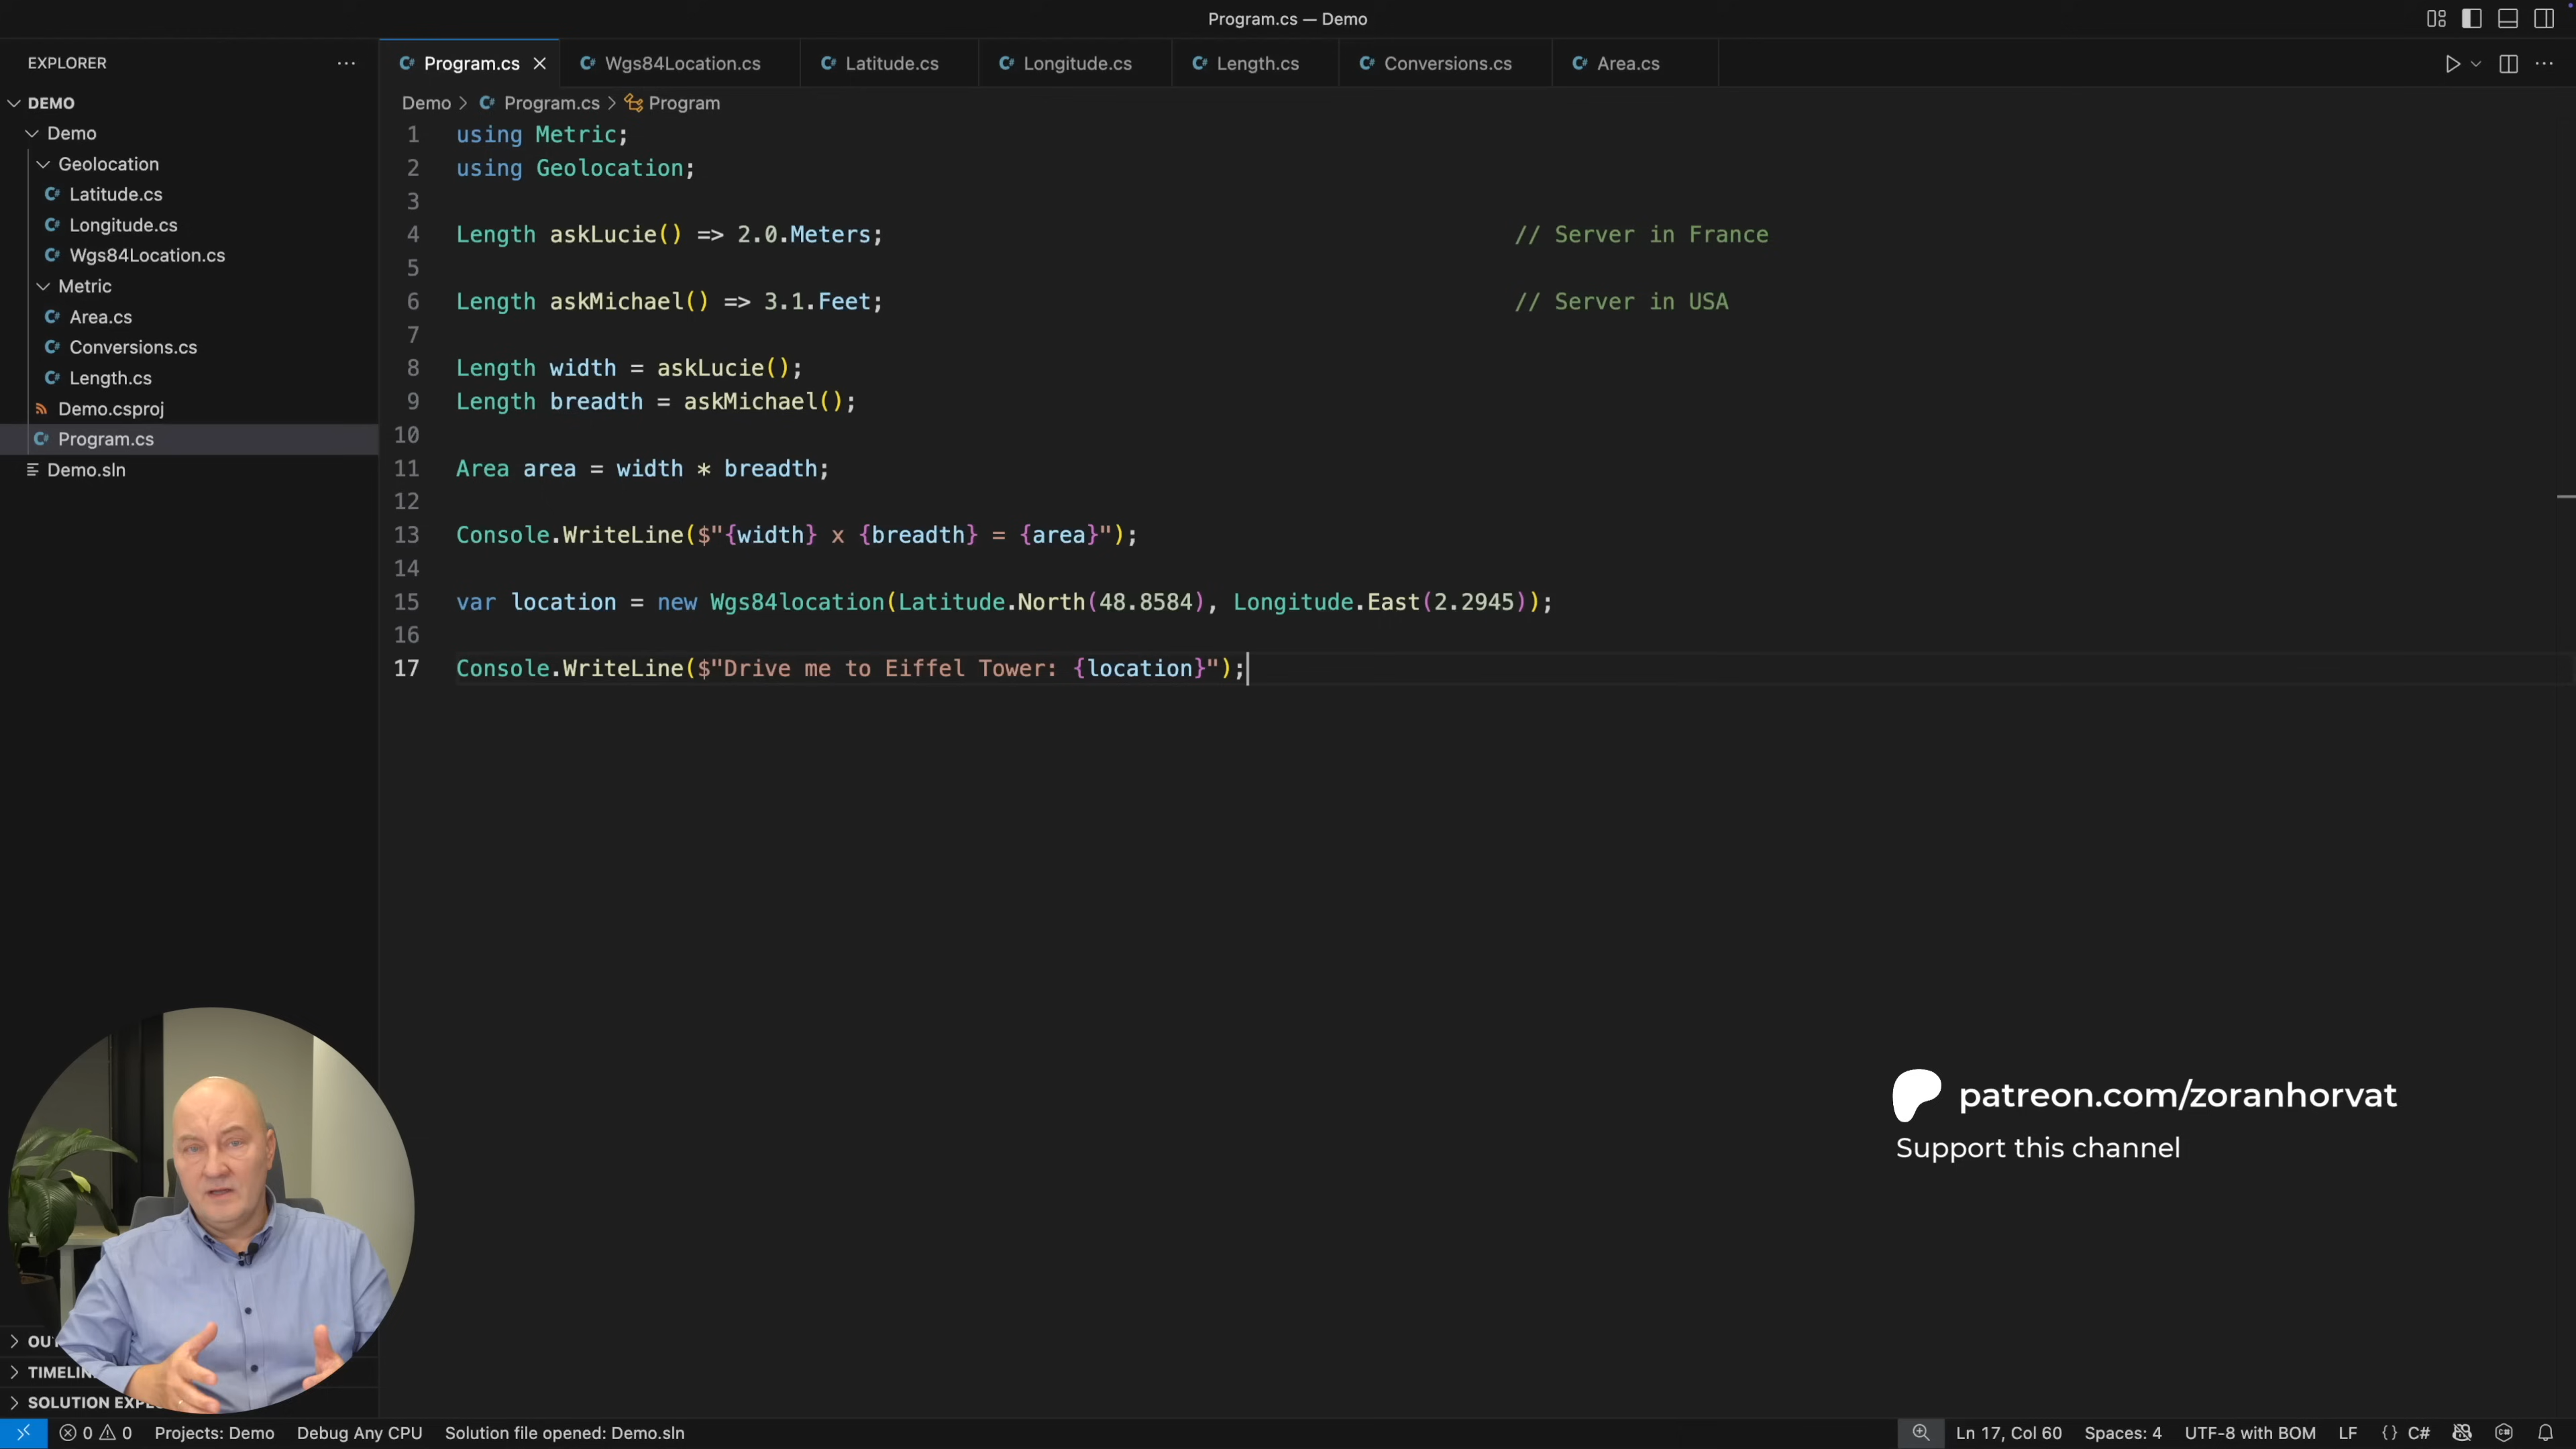 Program.cs — Demo
EXPLORER
DEMO
Demo
Geolocation
Latitude.cs
Longitude.cs
Wgs84Location.cs
Metric
Area.cs
Conversions.cs
Length.cs
Demo.csproj
Program.cs
Demo.sln
Program.cs
Wgs84Location.cs
Latitude.cs
Longitude.cs
Length.cs
Conversions.cs
Area.cs
Demo > Program.cs > Program
1 using Metric;
2 using Geolocation;
3
4 Length askLucie() => 2.0.Meters; // Server in France
5
6 Length askMichael() => 3.1.Feet; // Server in USA
7
8 Length width = askLucie();
9 Length breadth = askMichael();
10
11 Area area = width * breadth;
12
13 Console.WriteLine($"{width} x {breadth} = {area}");
14
15 var location = new Wgs84location(Latitude.North(48.8584), Longitude.East(2.2945));
16
17 Console.WriteLine($"Drive me to Eiffel Tower: {location}");
patreon.com/zoranhorvat
Support this channel
SOLUTION
0 0 Projects: Demo Debug Any CPU Solution file opened: Demo.sln Ln 17, Col 60 Spaces: 4 UTF-8 with BOM LF {} C#